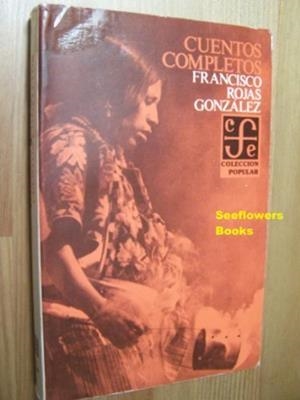 CUENTOS
COMPLETOS
FRANCISCO
ROJAS
GONZALEZ
cfe
COLECCION
POPULAR
Seeflowers
Books